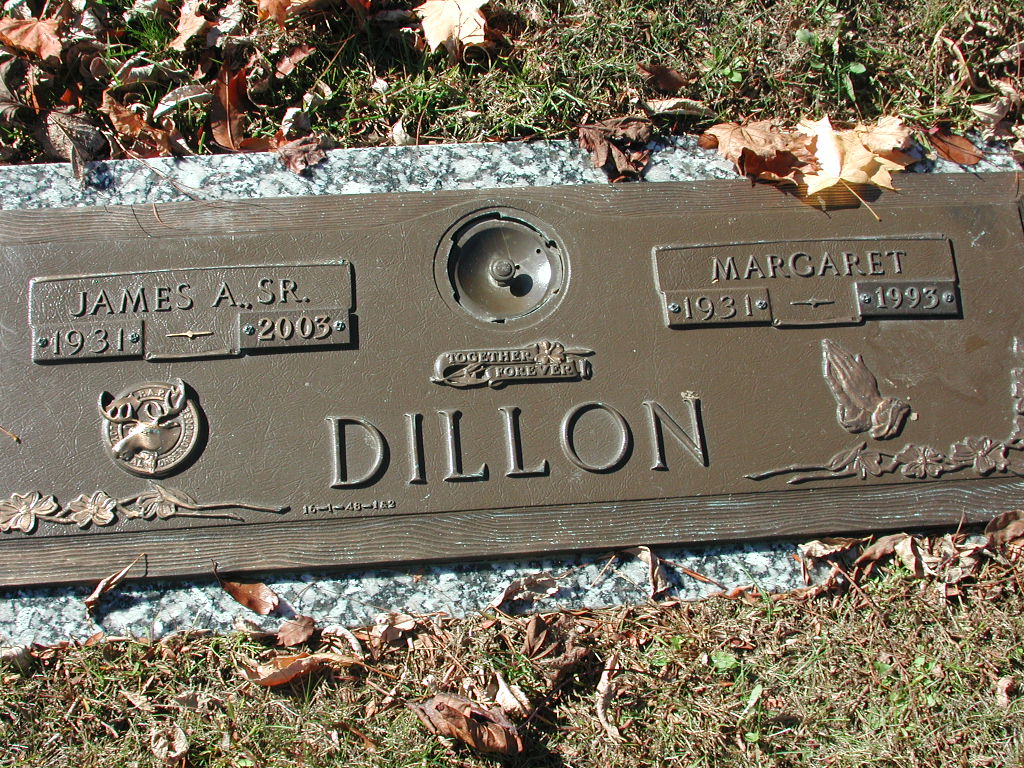 JAMES A., SR.
1931 2003
MARGARET
1931 1993
TOGETHER
FOREVER
DILLON
16-1-48-1&2